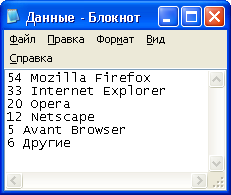 Данные - Блокнот
Файл Правка Формат Вид
Справка
54 Mozilla Firefox
33 Internet Explorer
20 Opera
12 Netscape
5 Avant Browser
6 Другие